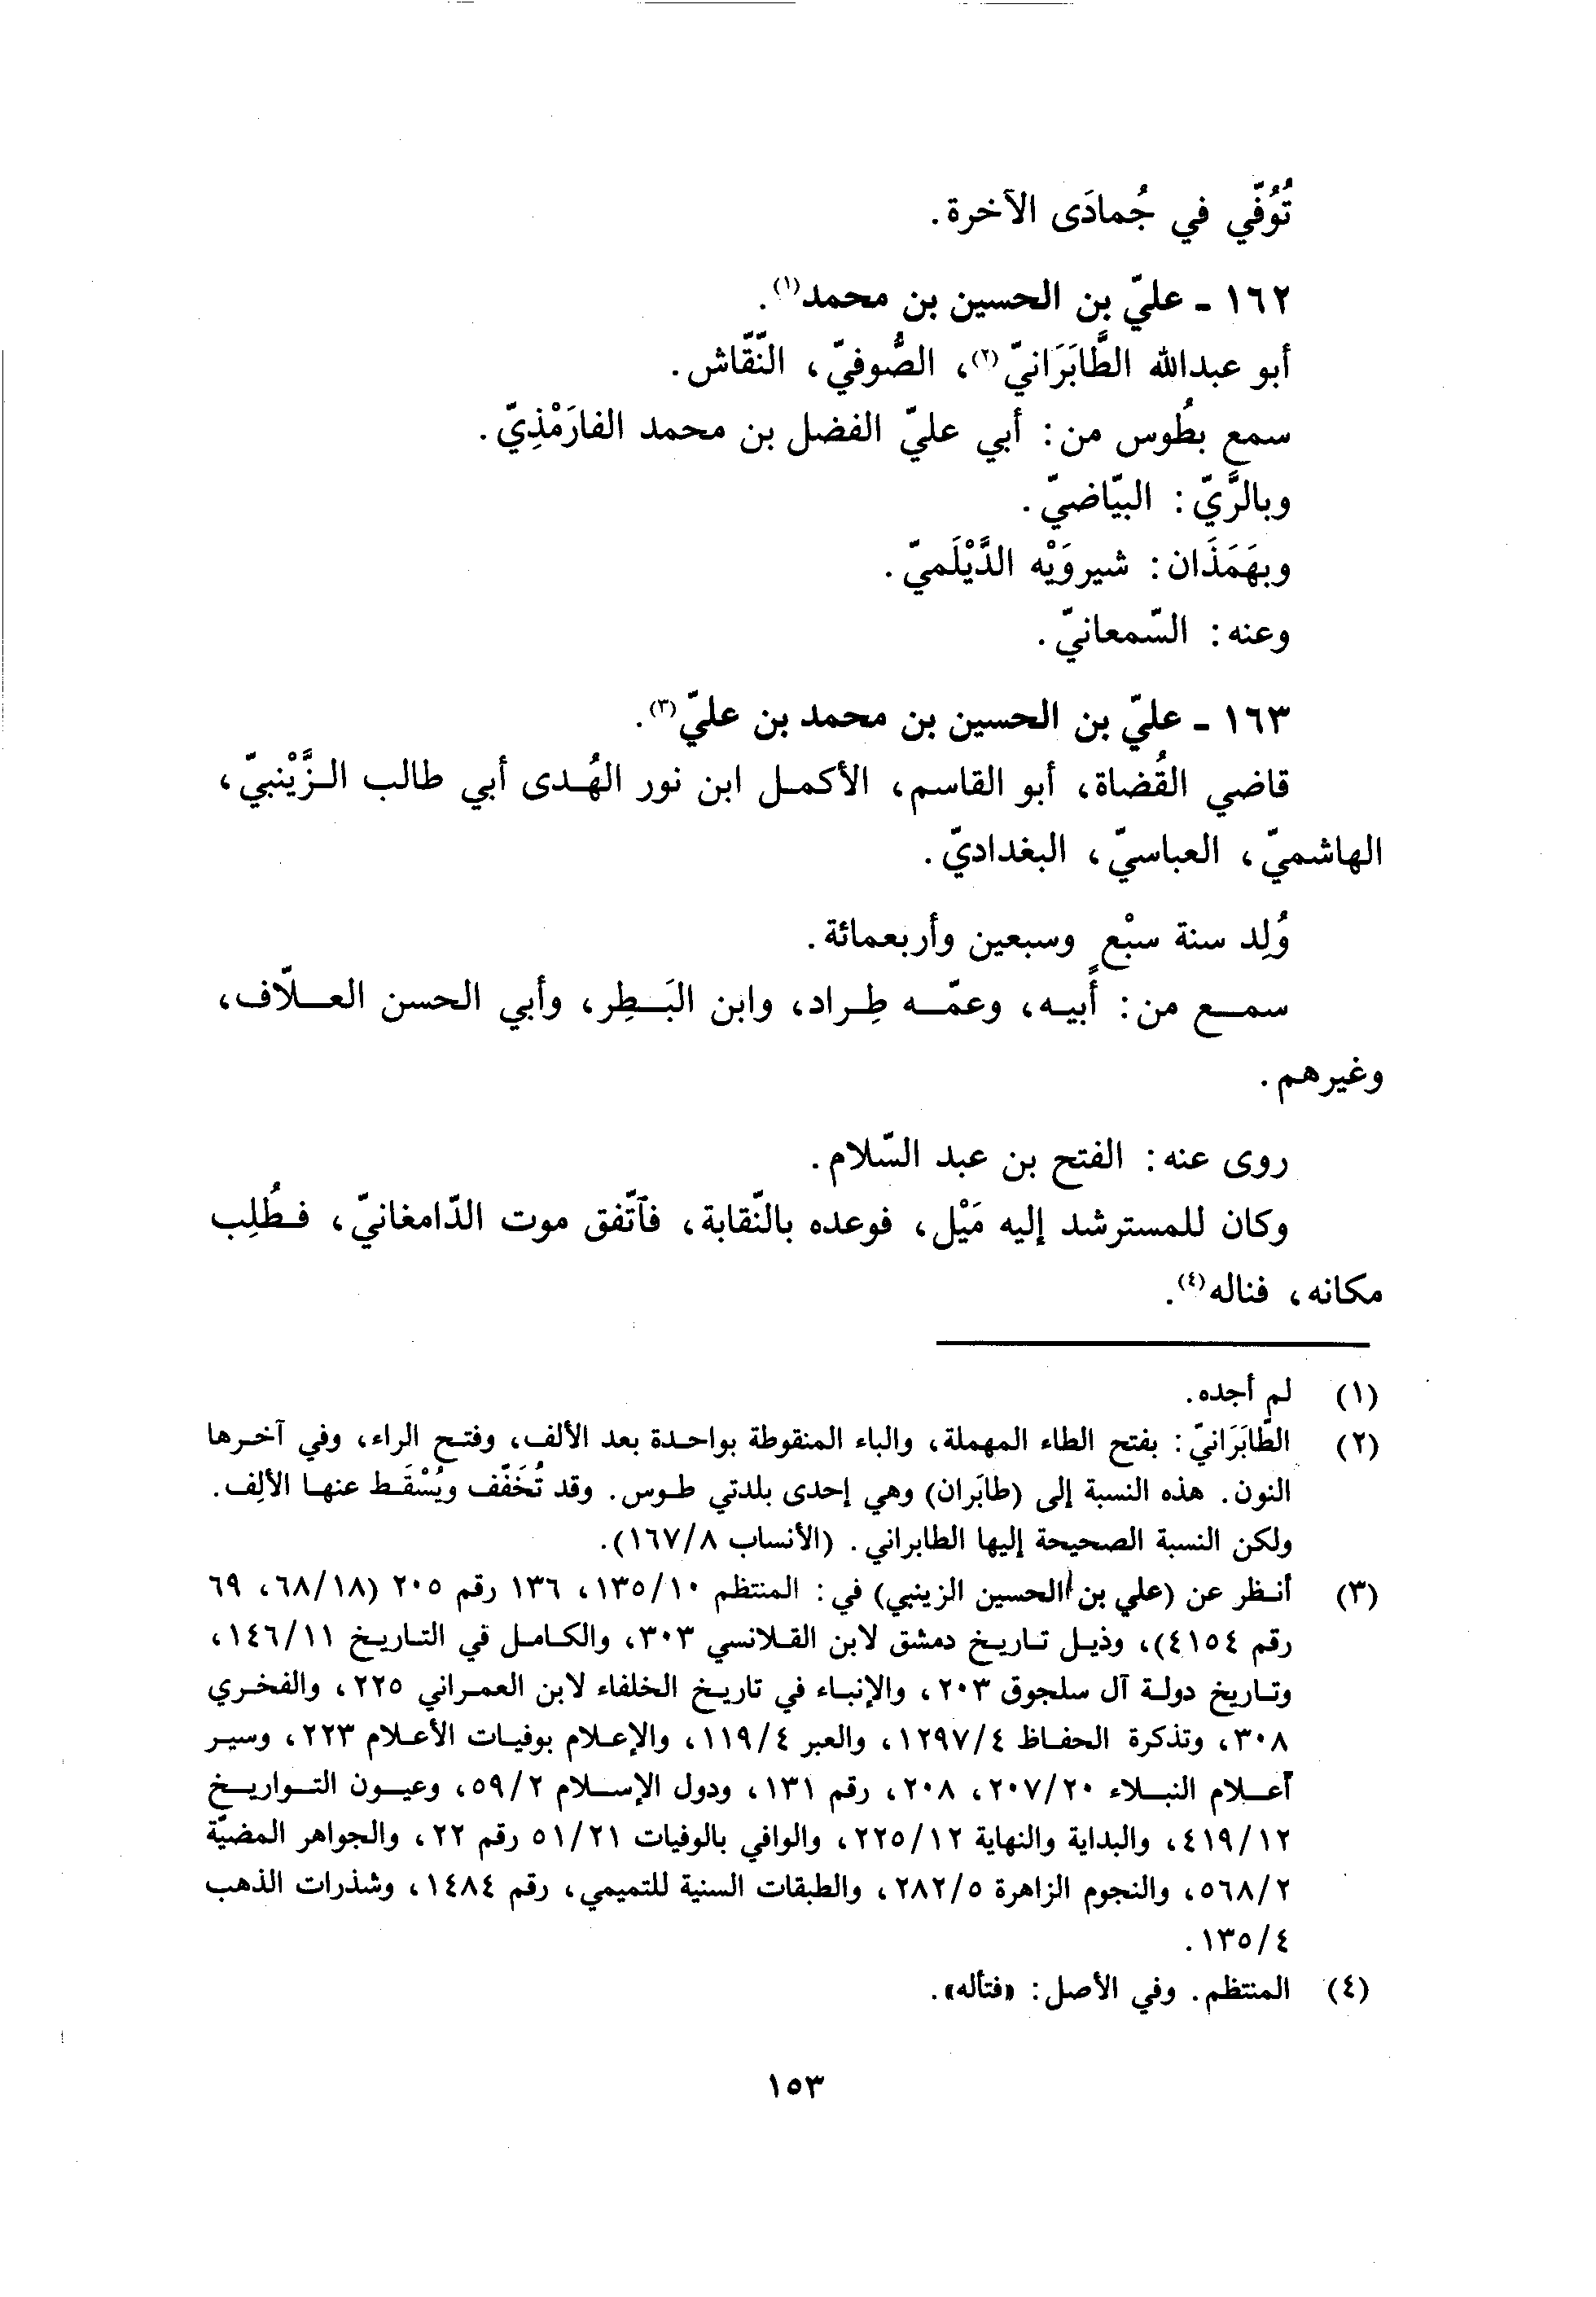 تُوُفّي في جُمادَى الآخرة.
١٦٢ ـ عليّ بن الحسين بن محمد(١).
أبو عبدالله الطَّابَرَانيّ(٢)، الصُّوفيّ، النّقّاش.
سمع بطُوس من: أبي عليّ الفضل بن محمد الفارَمْذِيّ.
وبالرَّيّ: البيّاضيّ.
وبهَمَذَان: شيروَيْه الدَّيْلَميّ.
وعنه: السّمعانيّ.
١٦٣ ـ عليّ بن الحسين بن محمد بن عليّ(٣).
قاضي القُضاة، أبو القاسم، الأكمل ابن نور الهُدى أبي طالب الزَّيْنبيّ،
الهاشميّ، العباسيّ، البغداديّ.
وُلِد سنة سبْع وسبعين وأربعمائة.
سمع من: أَبيه، وعمّه طِراد، وابن البَطِر، وأبي الحسن العلّاف،
وغيرهم.
روى عنه: الفتح بن عبد السّلام.
وكان للمسترشد إليه مَيْل، فوعده بالنّقابة، فآتّفق موت الدّامغانيّ، فطُلِب
مكانه، فناله(٤).
(١) لم أجده.
(٢) الطّابَرَانيّ: بفتح الطاء المهملة، والباء المنقوطة بواحدة بعد الألف، وفتح الراء، وفي آخرها
النون. هذه النسبة إلى (طابَران) وهي إحدى بلدتي طوس. وقد تُخَفّف ويُسْقَط عنها الألِف.
ولكن النسبة الصحيحة إليها الطابراني. (الأنساب ١٦٧/٨).
(٣) أنظر عن (علي بن الحسين الزينبي) في: المنتظم ١٣٥/١٠، ١٣٦ رقم ٢٠٥ (٦٨/١٨، ٦٩
رقم ٤١٥٤)، وذيل تاريخ دمشق لابن القلانسي ٣٠٣، والكامل في التاريخ ١٤٦/١١،
وتاريخ دولة آل سلجوق ٢٠٣، والإنباء في تاريخ الخلفاء لابن العمراني ٢٢٥، والفخري
٣٠٨، وتذكرة الحفاظ ١٢٩٧/٤، والعبر ١١٩/٤، والإعلام بوفيات الأعلام ٢٢٣، وسير
أعلام النبلاء ٢٠٧/٢٠، ٢٠٨، رقم ١٣١، ودول الإسلام ٥٩/٢، وعيون التواريخ
٤١٩/١٢، والبداية والنهاية ٢٢٥/١٢، والوافي بالوفيات ٥١/٢١ رقم ٢٢، والجواهر المضيّة
٥٦٨/٢، والنجوم الزاهرة ٢٨٢/٥، والطبقات السنية للتميمي، رقم ١٤٨٤، وشذرات الذهب
١٣٥/٤.
(٤) المنتظم. وفي الأصل: «فتأله».
١٥٣